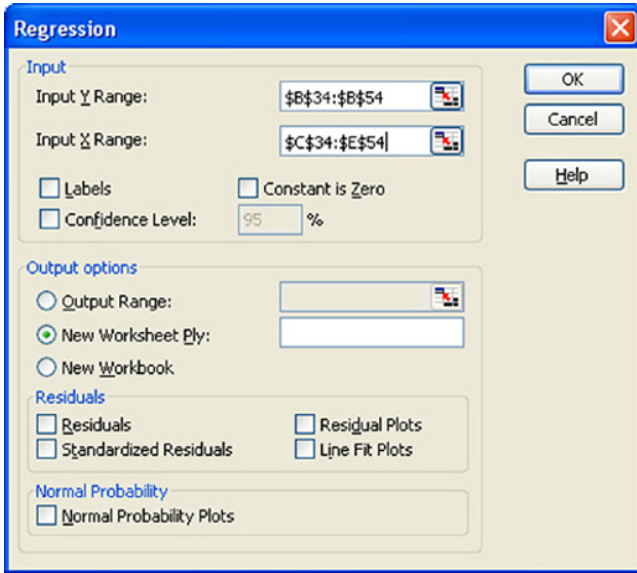 Regression
Input
Input Y Range: $B$34:$B$54
Input X Range: $C$34:$E$54
Labels Constant is Zero
Confidence Level: 95 %
OK
Cancel
Help
Output options
Output Range:
New Worksheet Ply:
New Workbook
Residuals
Residuals Residual Plots
Standardized Residuals Line Fit Plots
Normal Probability
Normal Probability Plots